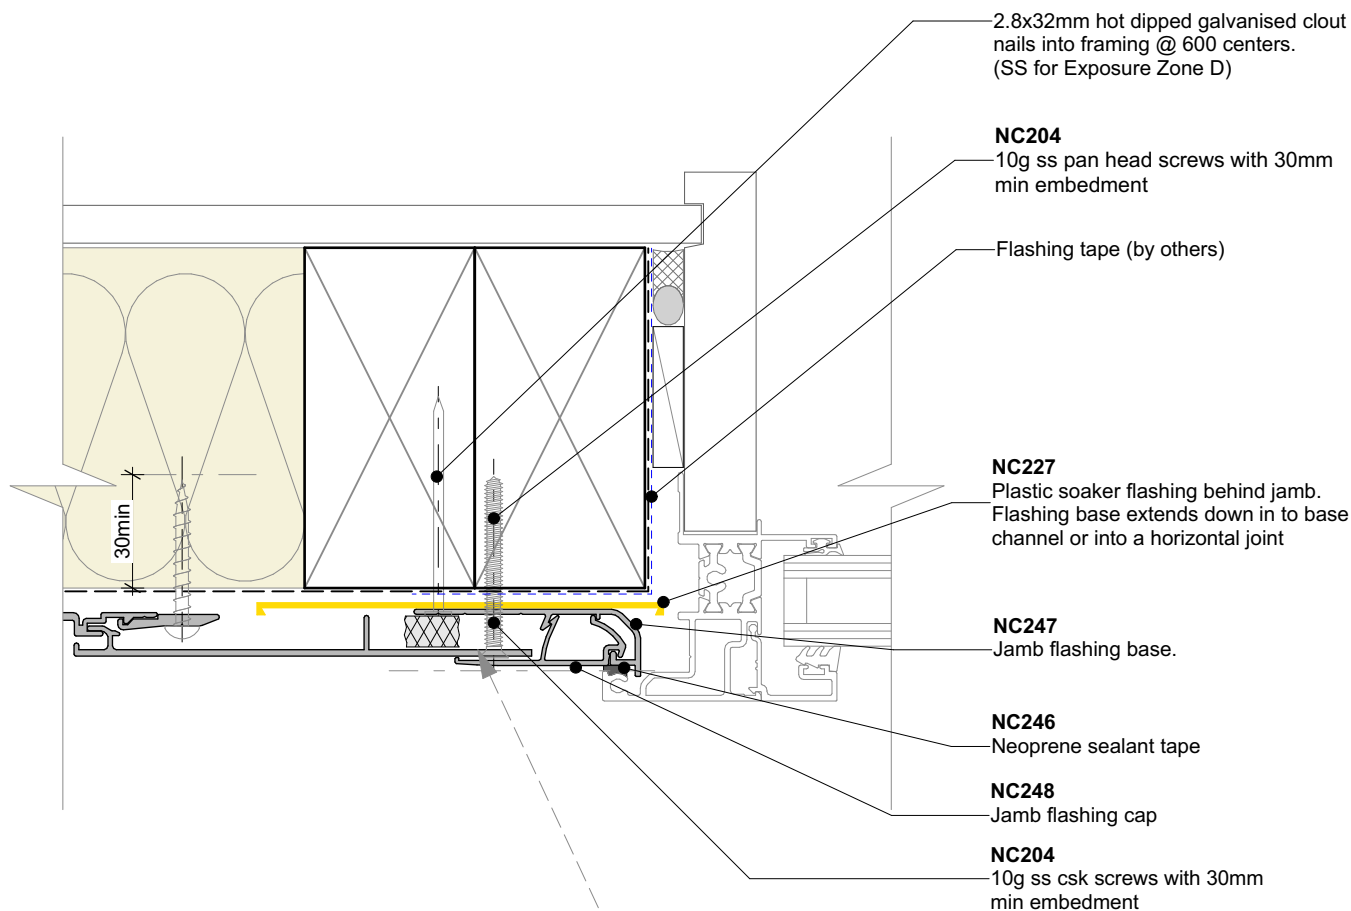 2.8x32mm hot dipped galvanised clout
nails into framing @ 600 centers.
(SS for Exposure Zone D)
NC204
10g ss pan head screws with 30mm
min embedment
Flashing tape (by others)
30min
NC227
Plastic soaker flashing behind jamb.
Flashing base extends down in to base
channel or into a horizontal joint
NC247
Jamb flashing base.
NC246
Neoprene sealant tape
NC248
Jamb flashing cap
NC204
10g ss csk screws with 30mm
min embedment